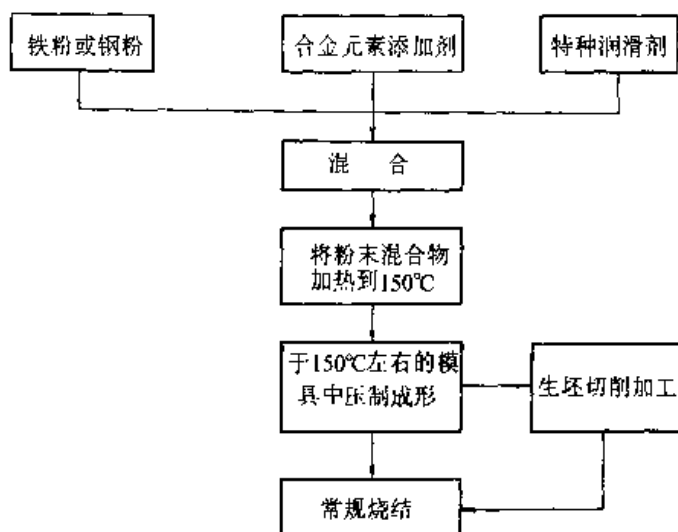 铁粉或钢粉
合金元素添加剂
特种润滑剂
混 合
将粉末混合物
加热到150℃
于150℃左右的模
具中压制成形
生坯切削加工
常规烧结